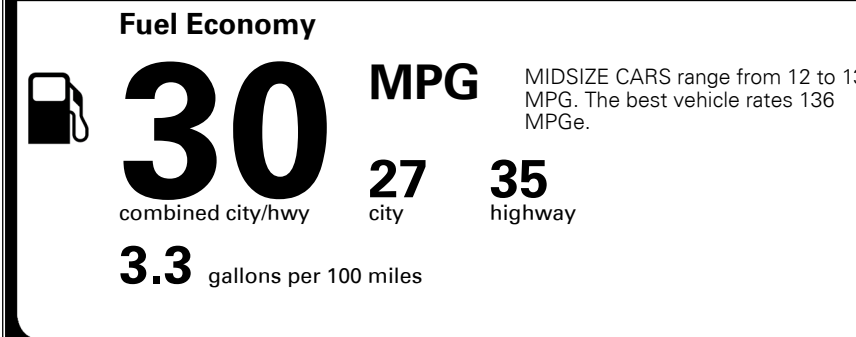 Fuel Economy
30 MPG
MIDSIZE CARS range from 12 to
MPG. The best vehicle rates 136
MPGe.
27 35
combined city/hwy city highway
3.3 gallons per 100 miles